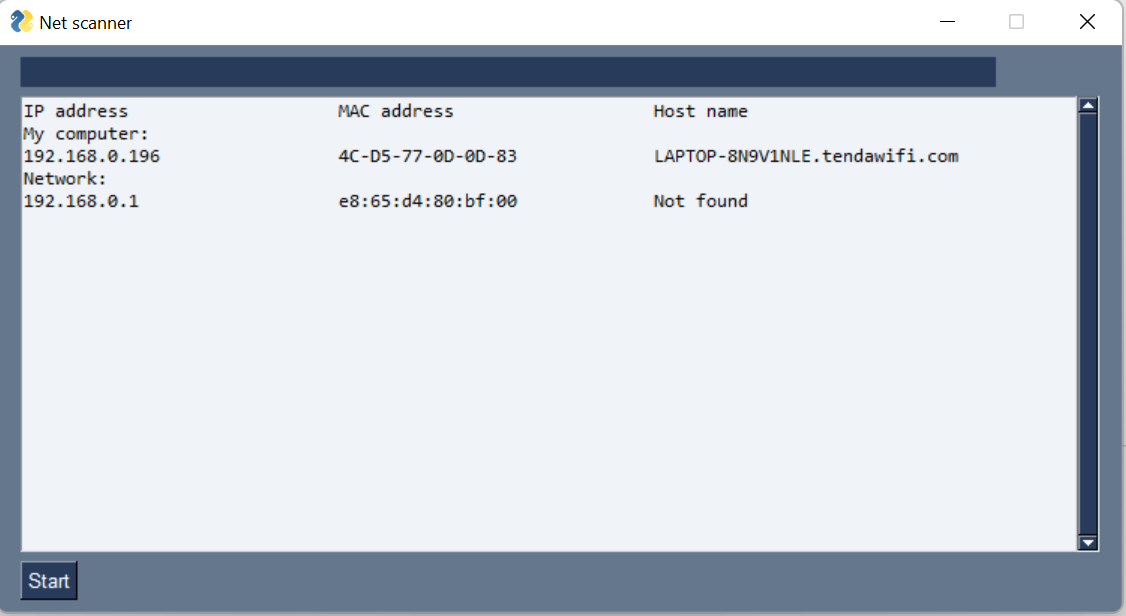 Net scanner
IP address MAC address Host name
My computer:
192.168.0.196 4C-D5-77-0D-0D-83 LAPTOP-8N9V1NLE.tendawifi.com
Network:
192.168.0.1 e8:65:d4:80:bf:00 Not found
Start